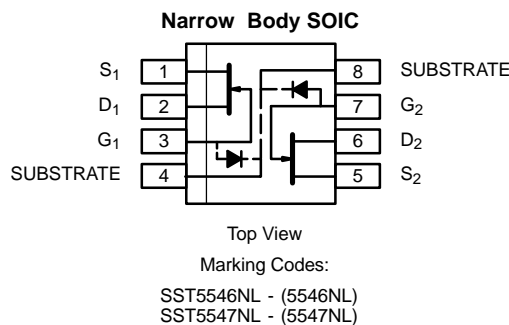 Narrow Body SOIC
S1 1 8 SUBSTRATE
D1 2 7 G2
G1 3 6 D2
SUBSTRATE 4 5 S2
Top View
Marking Codes:
SST5546NL - (5546NL)
SST5547NL - (5547NL)